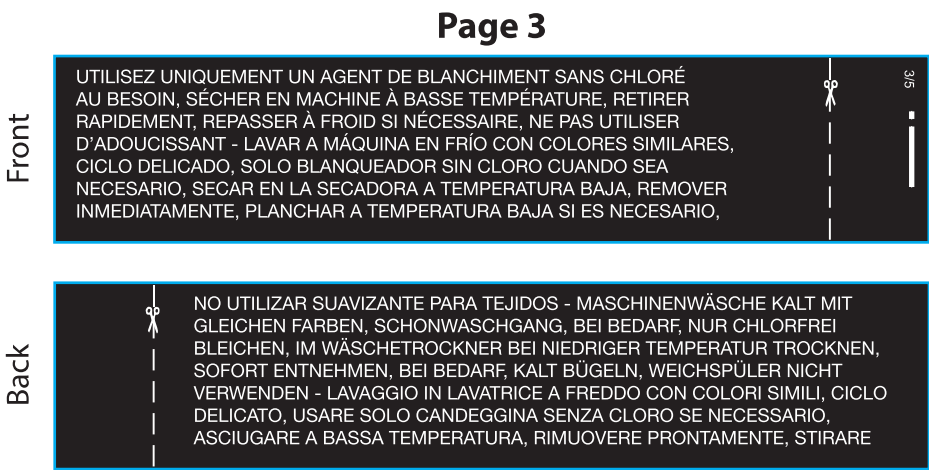 Page 3
Front
UTILISEZ UNIQUEMENT UN AGENT DE BLANCHIMENT SANS CHLORÉ
AU BESOIN, SÉCHER EN MACHINE À BASSE TEMPÉRATURE, RETIRER
RAPIDEMENT, REPASSER À FROID SI NÉCESSAIRE, NE PAS UTILISER
D'ADOUCISSANT - LAVAR A MÁQUINA EN FRÍO CON COLORES SIMILARES,
CICLO DELICADO, SOLO BLANQUEADOR SIN CLORO CUANDO SEA
NECESARIO, SECAR EN LA SECADORA A TEMPERATURA BAJA, REMOVER
INMEDIATAMENTE, PLANCHAR A TEMPERATURA BAJA SI ES NECESARIO,
3/5
Back
NO UTILIZAR SUAVIZANTE PARA TEJIDOS - MASCHINENWÄSCHE KALT MIT
GLEICHEN FARBEN, SCHONWASCHGANG, BEI BEDARF, NUR CHLORFREI
BLEICHEN, IM WÄSCHETROCKNER BEI NIEDRIGER TEMPERATUR TROCKNEN,
SOFORT ENTNEHMEN, BEI BEDARF, KALT BÜGELN, WEICHSPÜLER NICHT
VERWENDEN - LAVAGGIO IN LAVATRICE A FREDDO CON COLORI SIMILI, CICLO
DELICATO, USARE SOLO CANDEGGINA SENZA CLORO SE NECESSARIO,
ASCIUGARE A BASSA TEMPERATURA, RIMUOVERE PRONTAMENTE, STIRARE